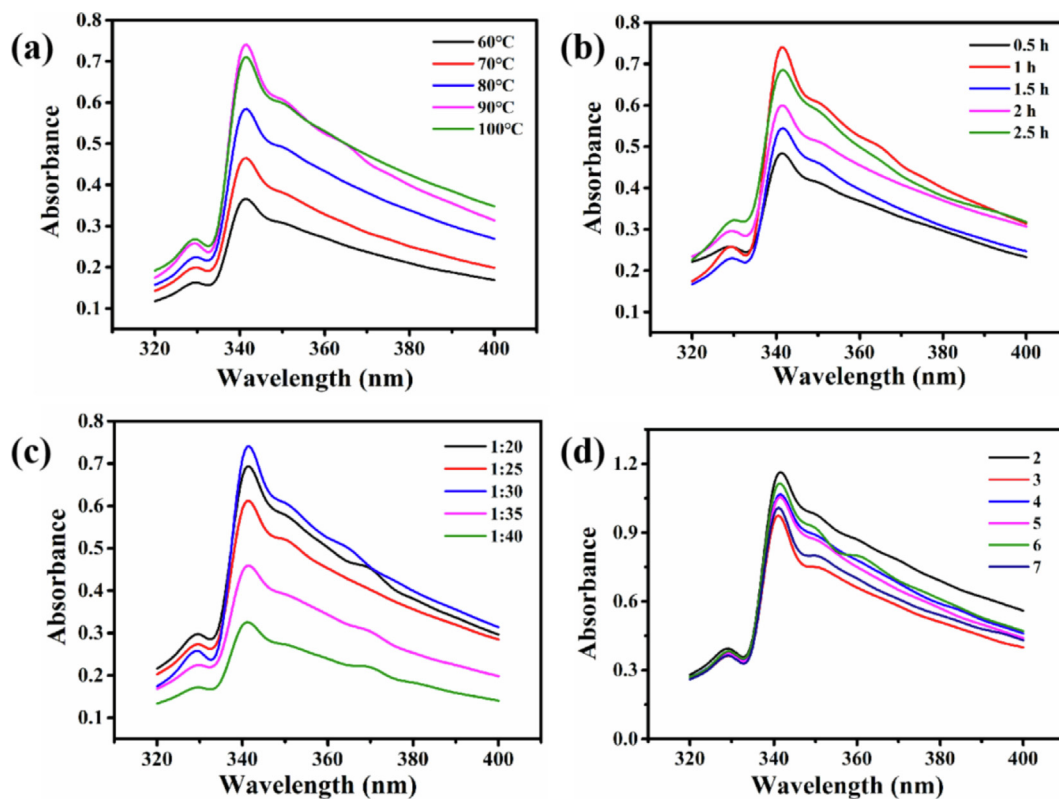 (a)
0.8
0.7
0.6
0.5
0.4
0.3
0.2
0.1
Absorbance
60°C
70°C
80°C
90°C
100°C
320 340 360 380 400
Wavelength (nm)
(b)
0.8
0.7
0.6
0.5
0.4
0.3
0.2
0.1
Absorbance
0.5 h
1 h
1.5 h
2 h
2.5 h
320 340 360 380 400
Wavelength (nm)
(c)
0.8
0.7
0.6
0.5
0.4
0.3
0.2
0.1
Absorbance
1:20
1:25
1:30
1:35
1:40
320 340 360 380 400
Wavelength (nm)
(d)
1.2
0.9
0.6
0.3
0.0
Absorbance
2
3
4
5
6
7
320 340 360 380 400
Wavelength (nm)